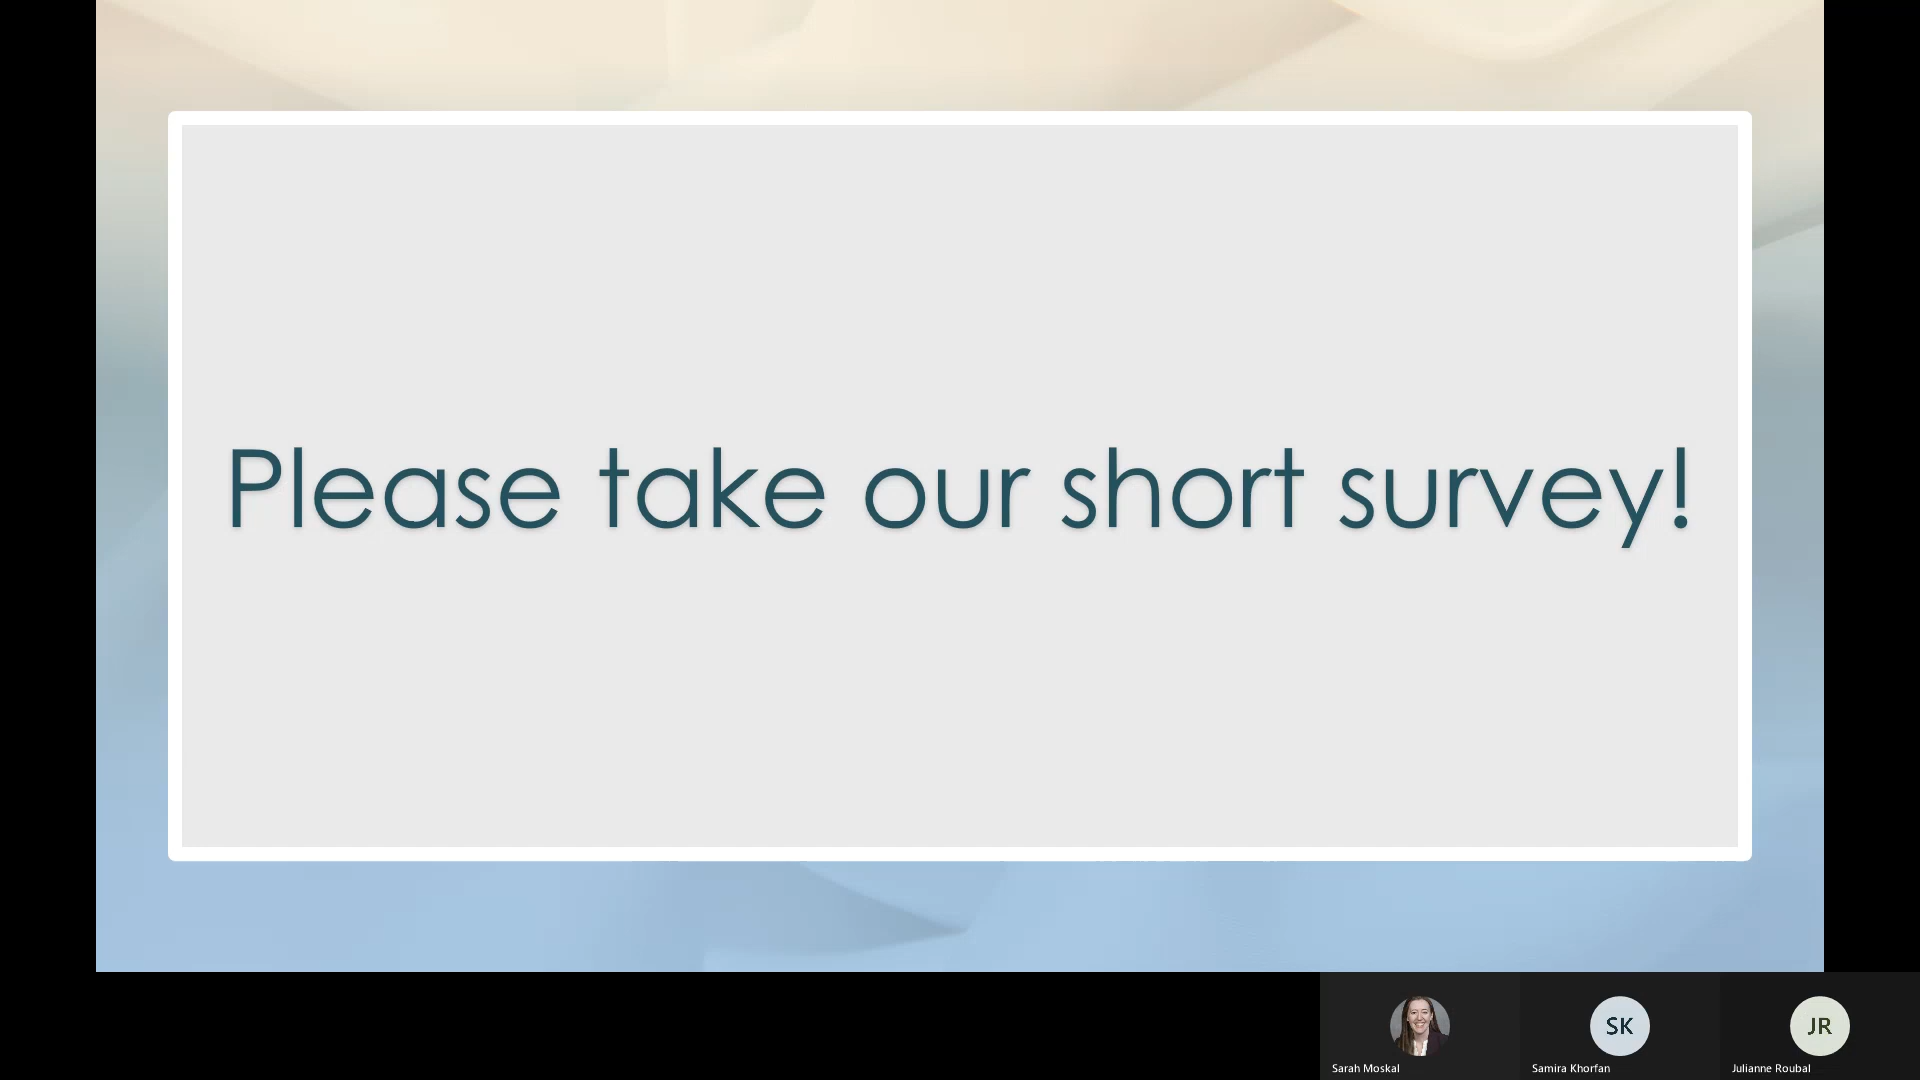 Please take our short survey!
SK
JR
Sarah Moskal
Samira Khorfan
Julianne Roubal